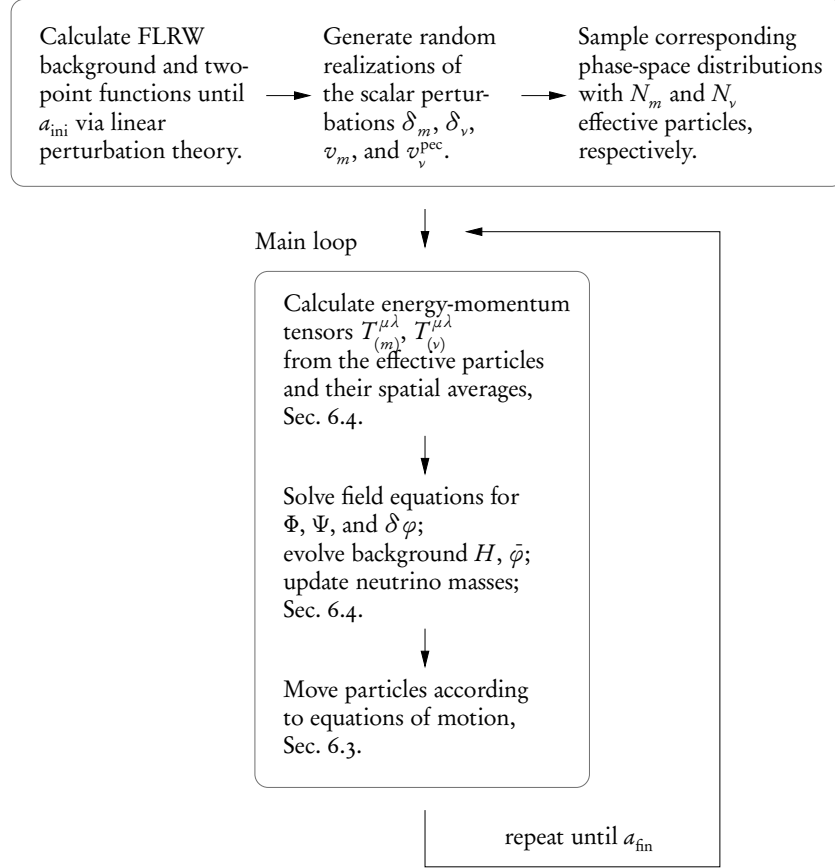 Calculate FLRW
background and two-
point functions until
a_ini via linear
perturbation theory.
Generate random
realizations of
the scalar pertur-
bations δ_m, δ_ν,
v_m, and v_ν^pec.
Sample corresponding
phase-space distributions
with N_m and N_ν
effective particles,
respectively.
Main loop
Calculate energy-momentum
tensors T_(m)^μλ, T_(ν)^μλ
from the effective particles
and their spatial averages,
Sec. 6.4.
Solve field equations for
Φ, Ψ, and δφ;
evolve background H, φ̄;
update neutrino masses;
Sec. 6.4.
Move particles according
to equations of motion,
Sec. 6.3.
repeat until a_fin